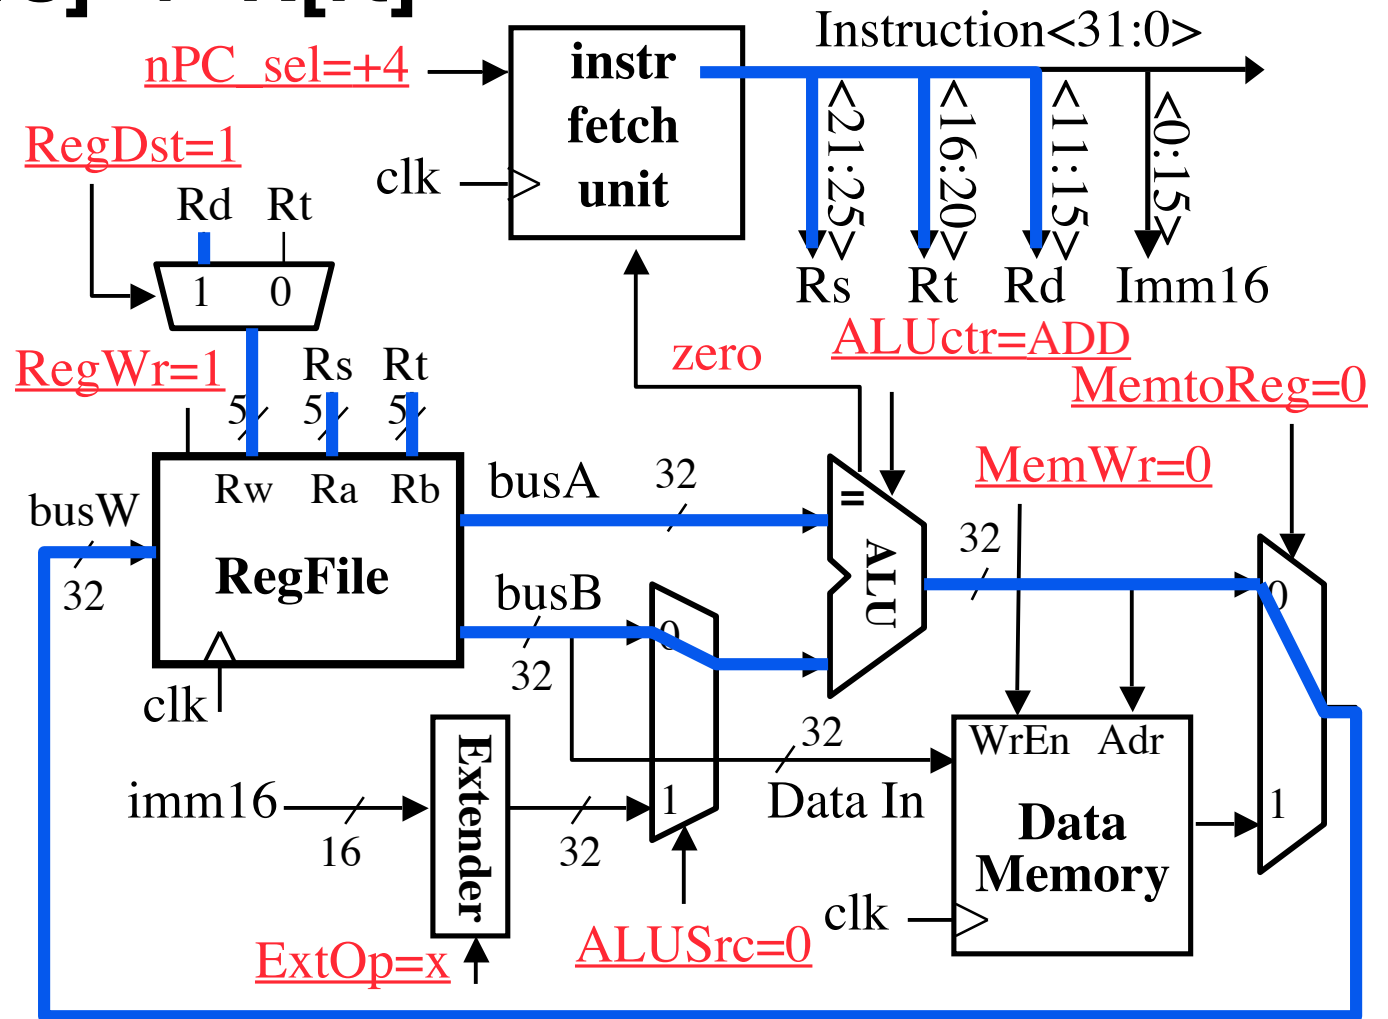 R[rt]
Instruction<31:0>
nPC_sel=+4
instr
fetch
unit
clk
<21:25>
<16:20>
<11:15>
<0:15>
Rs Rt Rd Imm16
RegDst=1
Rd Rt
1 0
zero
ALUctr=ADD
MemtoReg=0
RegWr=1
Rs Rt
5 5 5
MemWr=0
busW
32
Rw Ra Rb
RegFile
clk
busA
32
busB
32
=
ALU
32
0
1
0
1
imm16
16
Extender
32
ExtOp=x
ALUSrc=0
32
Data In
WrEn Adr
Data
Memory
clk